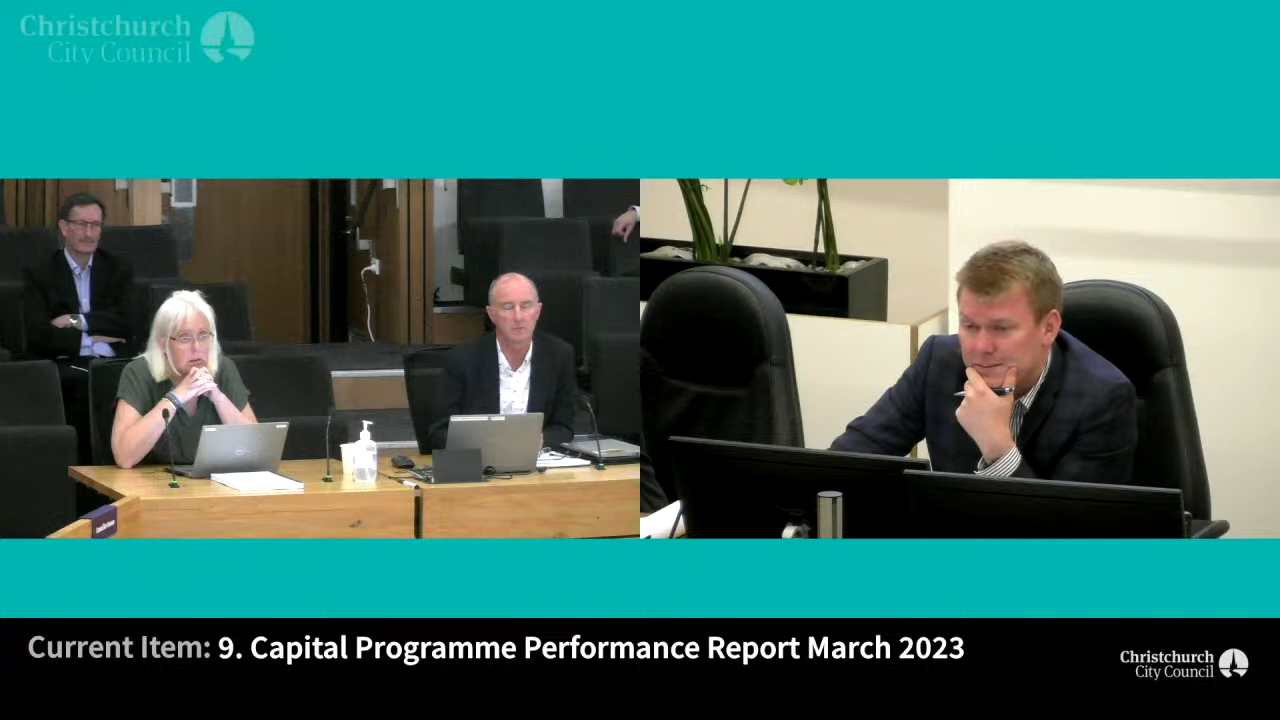 Christchurch
City Council
Current Item: 9. Capital Programme Performance Report March 2023
Christchurch
City Council